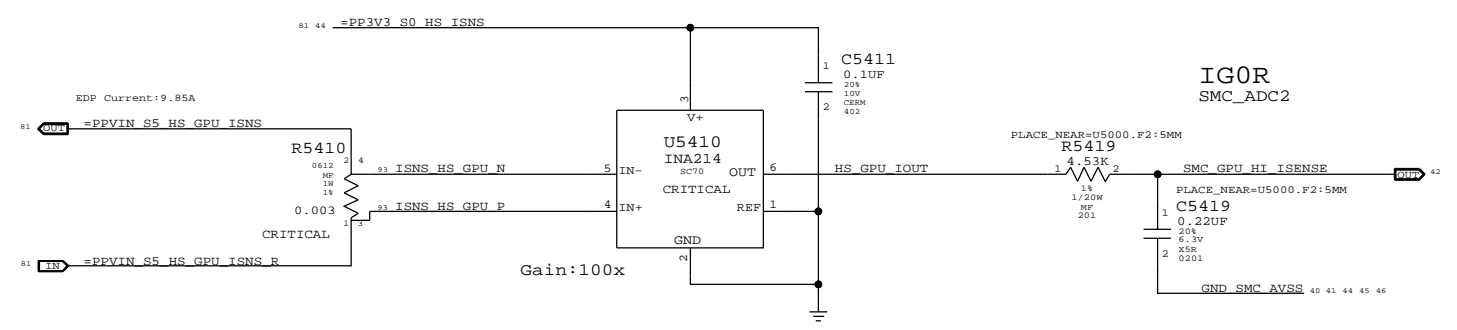 81 44 =PP3V3_S0_HS_ISNS
1
C5411
0.1UF
20%
10V
CERM
402
2
IG0R
SMC_ADC2
EDP Current:9.85A
81 OUT =PPVIN_S5_HS_GPU_ISNS
R5410
2 4
0612
MF
1W
1%
0.003
1 3
CRITICAL
81 IN =PPVIN_S5_HS_GPU_ISNS_R
93 ISNS_HS_GPU_N
93 ISNS_HS_GPU_P
3
V+
U5410
INA214
SC70
CRITICAL
5 IN-
4 IN+
OUT 6
REF 1
GND
2
Gain:100x
HS_GPU_IOUT
PLACE_NEAR=U5000.F2:5MM
R5419
1 4.53K 2
1%
1/20W
MF
201
SMC_GPU_HI_ISENSE
OUT 42
PLACE_NEAR=U5000.F2:5MM
1
C5419
0.22UF
20%
6.3V
X5R
0201
2
GND_SMC_AVSS 40 41 44 45 46